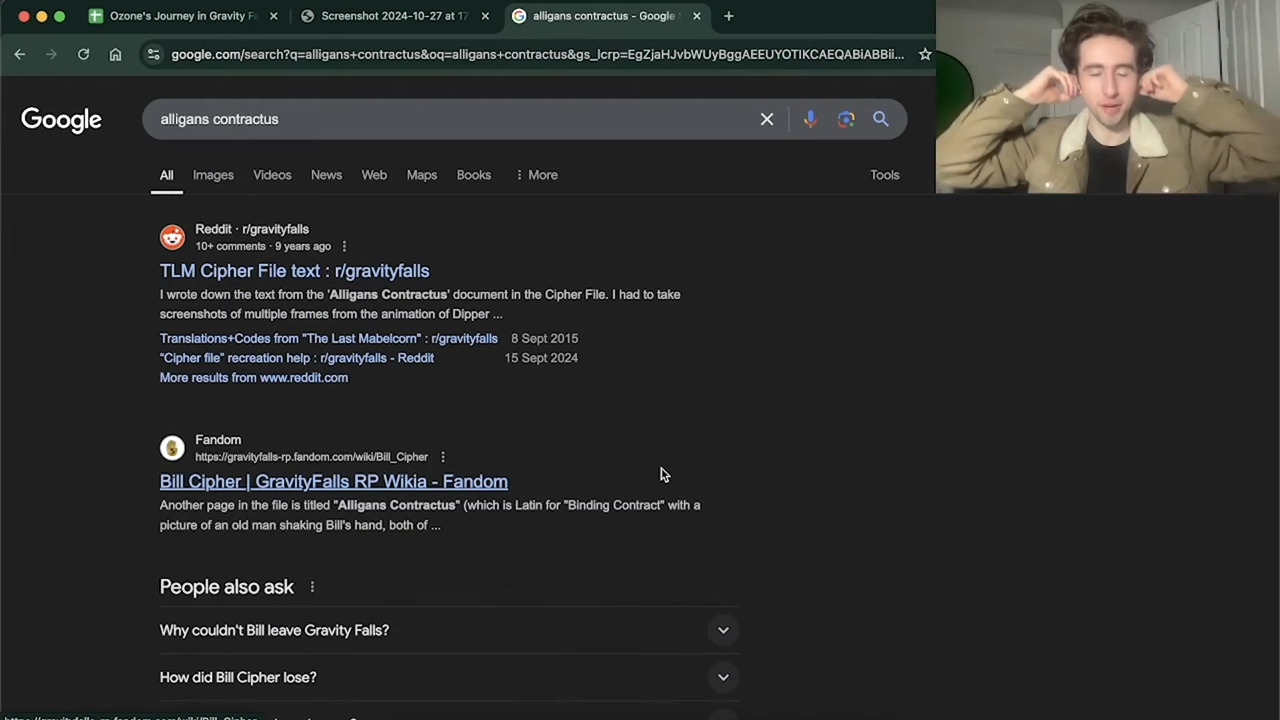 Ozone's Journey in Gravity Fa
Screenshot 2024-10-27 at 17
alligans contractus - Google
google.com/search?q=alligans+contractus&oq=alligans+contractus&gs_lcrp=EgZjaHJvbWUyBggAEEUYOTIKCAEQABiABBii...
Google
alligans contractus
All Images Videos News Web Maps Books More Tools
Reddit · r/gravityfalls
10+ comments · 9 years ago
TLM Cipher File text : r/gravityfalls
I wrote down the text from the 'Alligans Contractus' document in the Cipher File. I had to take
screenshots of multiple frames from the animation of Dipper ...
Translations+Codes from "The Last Mabelcorn" : r/gravityfalls 8 Sept 2015
“Cipher file” recreation help : r/gravityfalls - Reddit 15 Sept 2024
More results from www.reddit.com
Fandom
https://gravityfalls-rp.fandom.com/wiki/Bill_Cipher
Bill Cipher | GravityFalls RP Wikia - Fandom
Another page in the file is titled "Alligans Contractus" (which is Latin for "Binding Contract" with a
picture of an old man shaking Bill's hand, both of ...
People also ask
Why couldn't Bill leave Gravity Falls?
How did Bill Cipher lose?